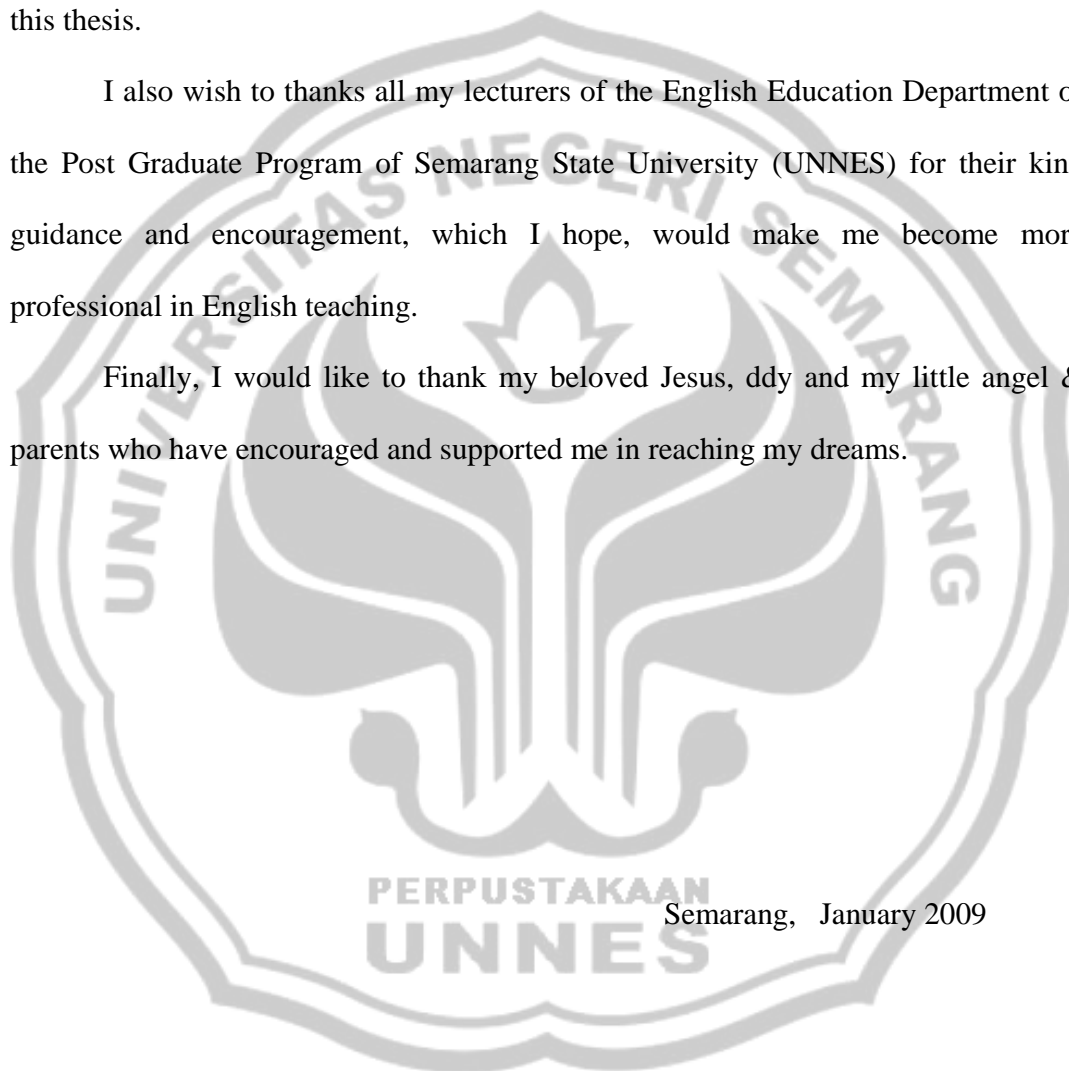 this thesis.
I also wish to thanks all my lecturers of the English Education Department o
the Post Graduate Program of Semarang State University (UNNES) for their kin
guidance and encouragement, which I hope, would make me become mor
professional in English teaching.
Finally, I would like to thank my beloved Jesus, ddy and my little angel &
parents who have encouraged and supported me in reaching my dreams.
UNIVERSITAS NEGERI SEMARANG
PERPUSTAKAAN
UNNES
Semarang, January 2009